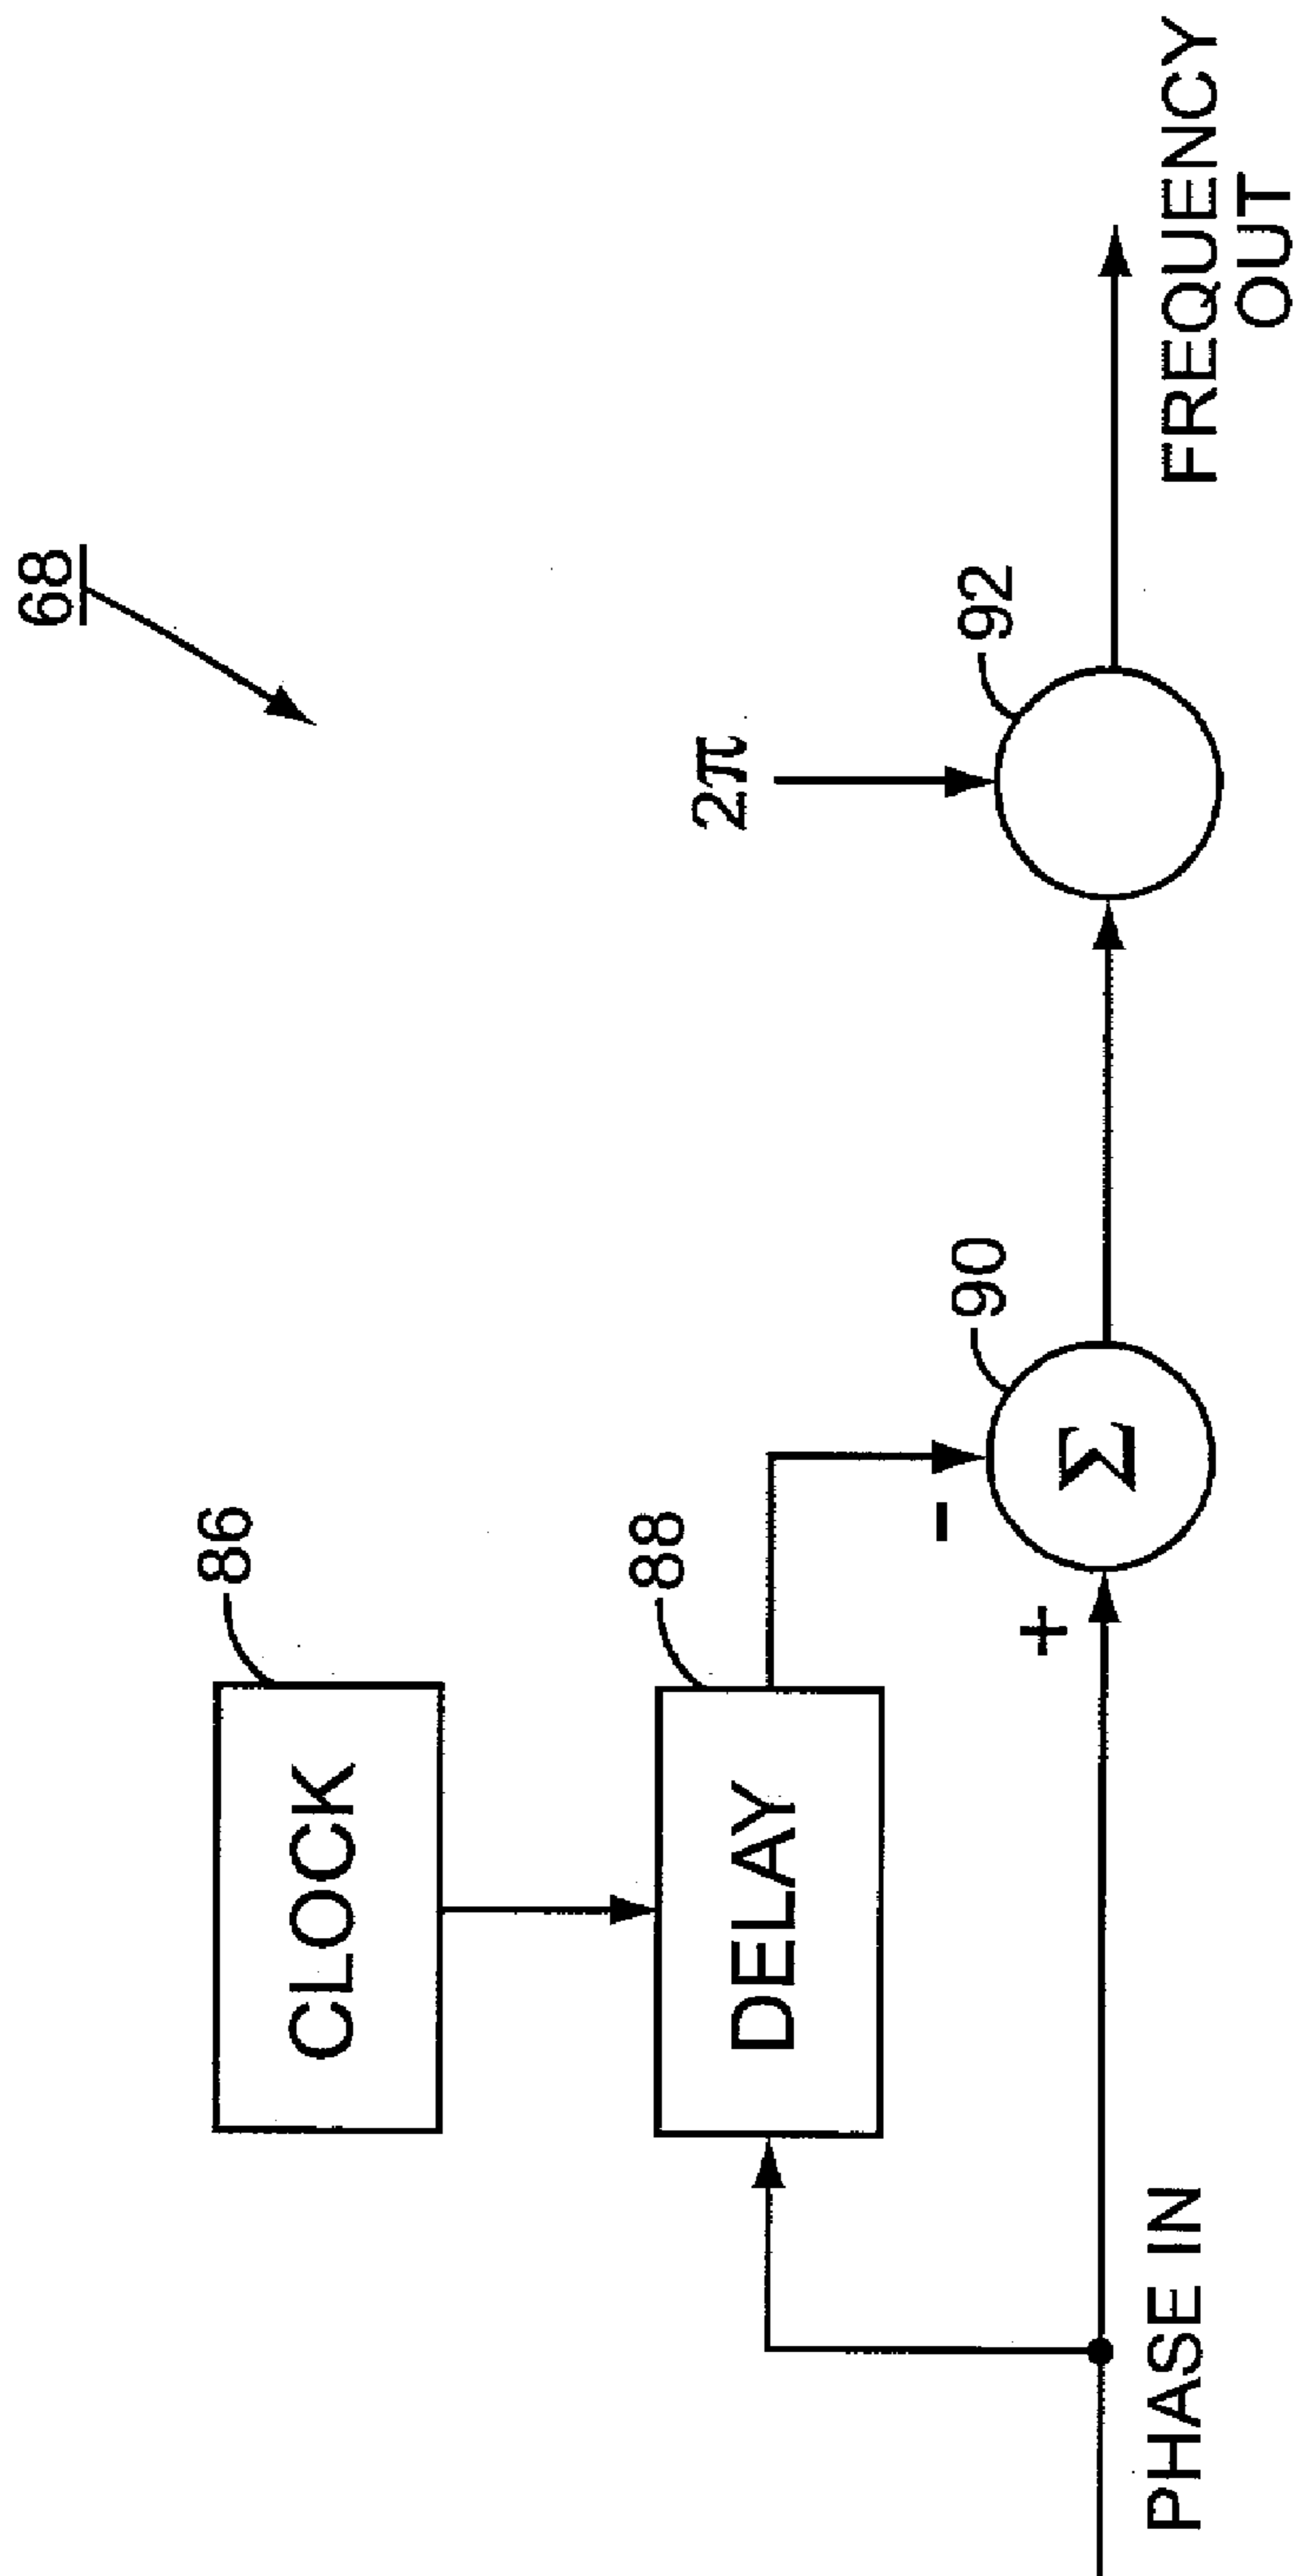 68
86
CLOCK
88
DELAY
-
+
90
Σ
2π
92
PHASE IN
FREQUENCY
OUT